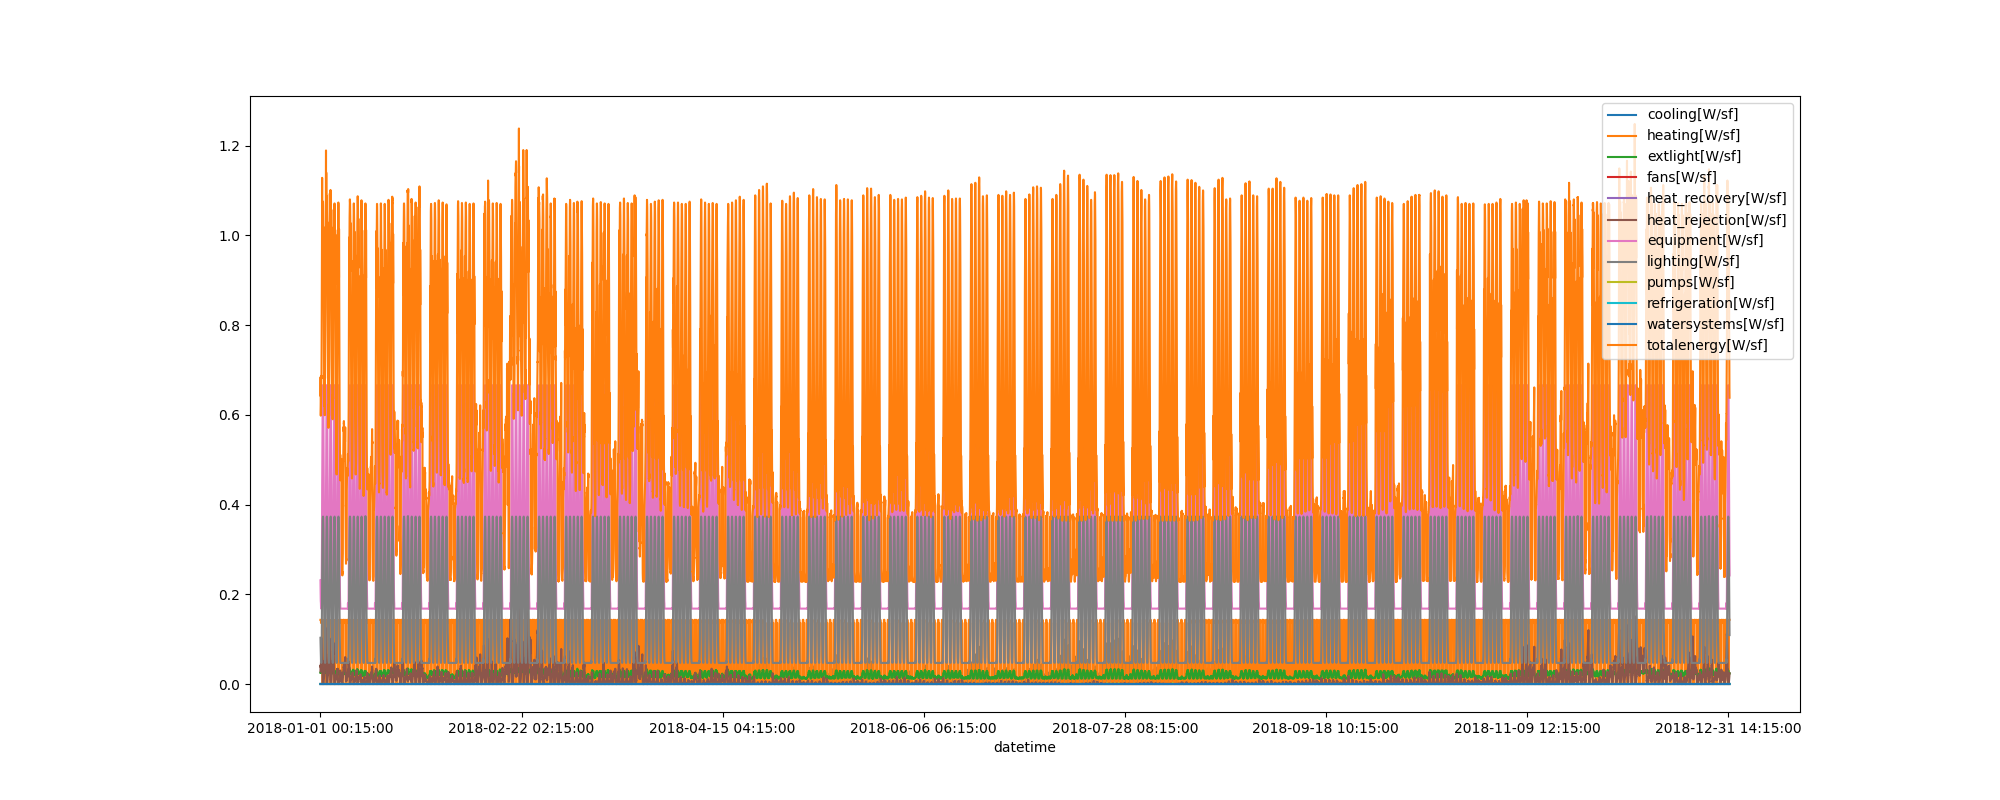 1.2
1.0
0.8
0.6
0.4
0.2
0.0
cooling[W/sf]
heating[W/sf]
extlight[W/sf]
fans[W/sf]
heat_recovery[W/sf]
heat_rejection[W/sf]
equipment[W/sf]
lighting[W/sf]
pumps[W/sf]
refrigeration[W/sf]
watersystems[W/sf]
totalenergy[W/sf]
2018-01-01 00:15:00
2018-02-22 02:15:00
2018-04-15 04:15:00
2018-06-06 06:15:00
2018-07-28 08:15:00
2018-09-18 10:15:00
2018-11-09 12:15:00
2018-12-31 14:15:00
datetime